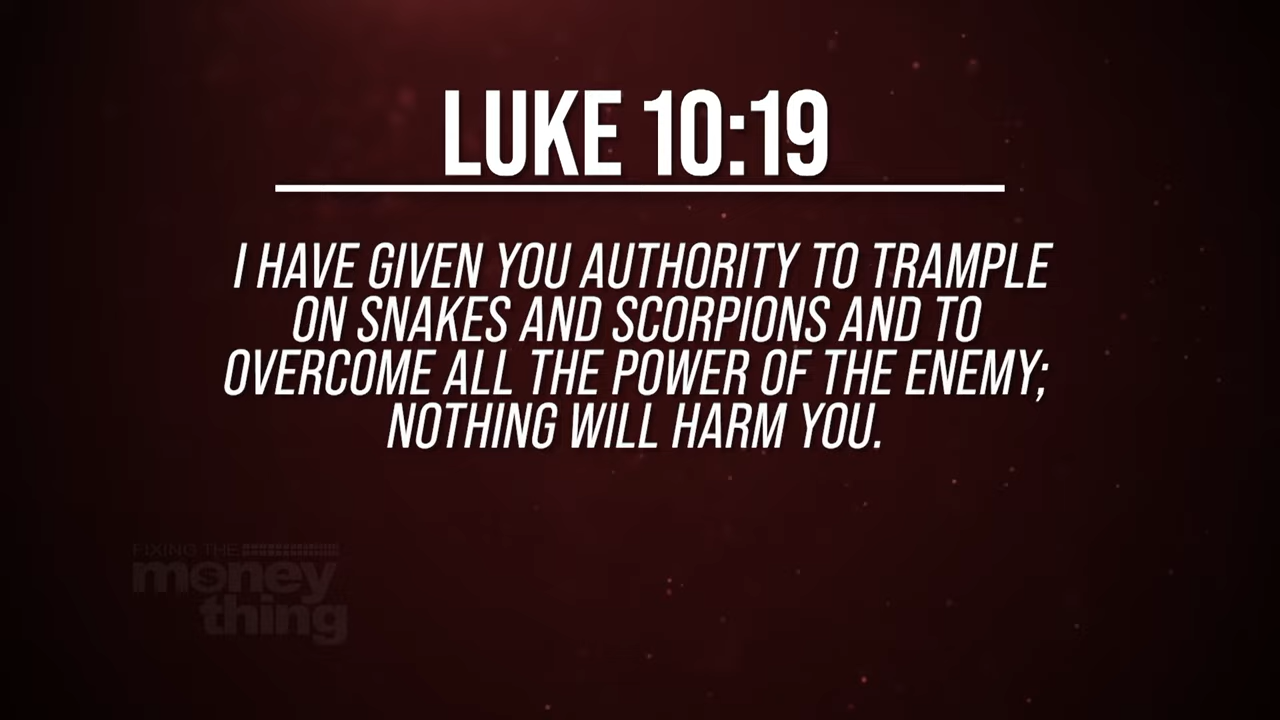 LUKE 10:19
I HAVE GIVEN YOU AUTHORITY TO TRAMPLE
ON SNAKES AND SCORPIONS AND TO
OVERCOME ALL THE POWER OF THE ENEMY;
NOTHING WILL HARM YOU.
FIXING THE
money
thing